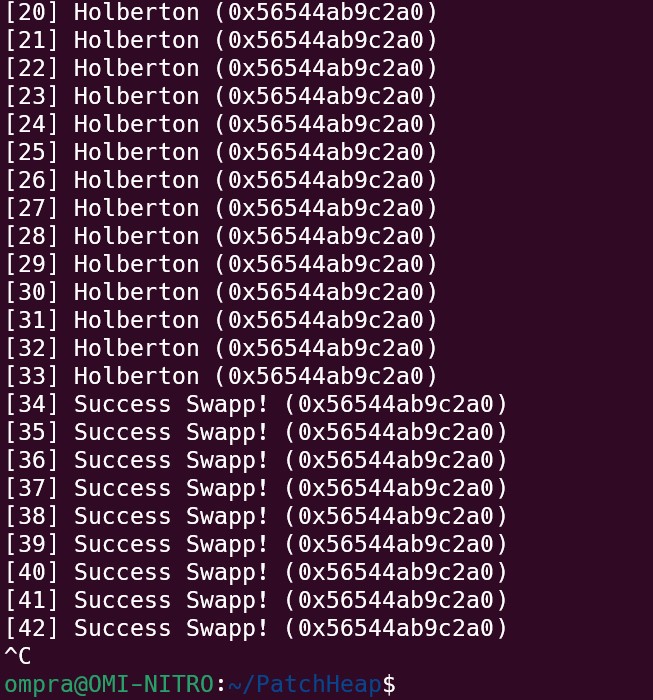 [20] Holberton (0x56544ab9c2a0)
[21] Holberton (0x56544ab9c2a0)
[22] Holberton (0x56544ab9c2a0)
[23] Holberton (0x56544ab9c2a0)
[24] Holberton (0x56544ab9c2a0)
[25] Holberton (0x56544ab9c2a0)
[26] Holberton (0x56544ab9c2a0)
[27] Holberton (0x56544ab9c2a0)
[28] Holberton (0x56544ab9c2a0)
[29] Holberton (0x56544ab9c2a0)
[30] Holberton (0x56544ab9c2a0)
[31] Holberton (0x56544ab9c2a0)
[32] Holberton (0x56544ab9c2a0)
[33] Holberton (0x56544ab9c2a0)
[34] Success Swapp! (0x56544ab9c2a0)
[35] Success Swapp! (0x56544ab9c2a0)
[36] Success Swapp! (0x56544ab9c2a0)
[37] Success Swapp! (0x56544ab9c2a0)
[38] Success Swapp! (0x56544ab9c2a0)
[39] Success Swapp! (0x56544ab9c2a0)
[40] Success Swapp! (0x56544ab9c2a0)
[41] Success Swapp! (0x56544ab9c2a0)
[42] Success Swapp! (0x56544ab9c2a0)
^C
ompra@OMI-NITRO:~/PatchHeap$